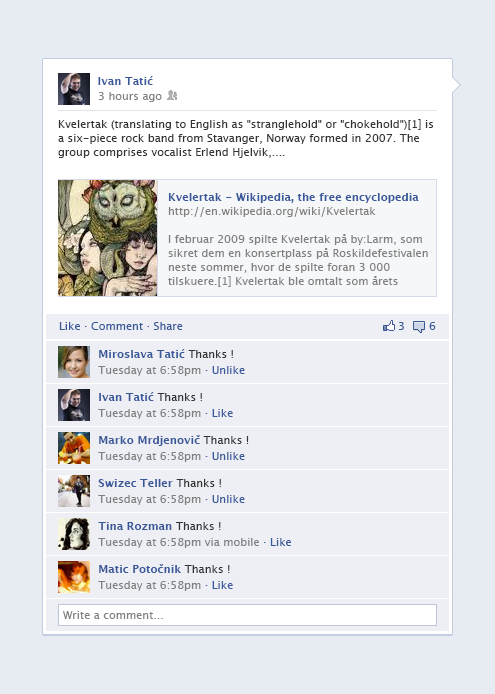 Ivan Tatić
3 hours ago
Kvelertak (translating to English as "stranglehold" or "chokehold")[1] is
a six-piece rock band from Stavanger, Norway formed in 2007. The
group comprises vocalist Erlend Hjelvik,....
Kvelertak - Wikipedia, the free encyclopedia
http://en.wikipedia.org/wiki/Kvelertak
I februar 2009 spilte Kvelertak på by:Larm, som
sikret dem en konsertplass på Roskildefestivalen
neste sommer, hvor de spilte foran 3 000
tilskuere.[1] Kvelertak ble omtalt som årets
Like · Comment · Share 3 6
Miroslava Tatić Thanks !
Tuesday at 6:58pm · Unlike
Ivan Tatić Thanks !
Tuesday at 6:58pm · Like
Marko Mrdjenovič Thanks !
Tuesday at 6:58pm · Unlike
Swizec Teller Thanks !
Tuesday at 6:58pm · Unlike
Tina Rozman Thanks !
Tuesday at 6:58pm via mobile · Like
Matic Potočnik Thanks !
Tuesday at 6:58pm · Like
Write a comment...